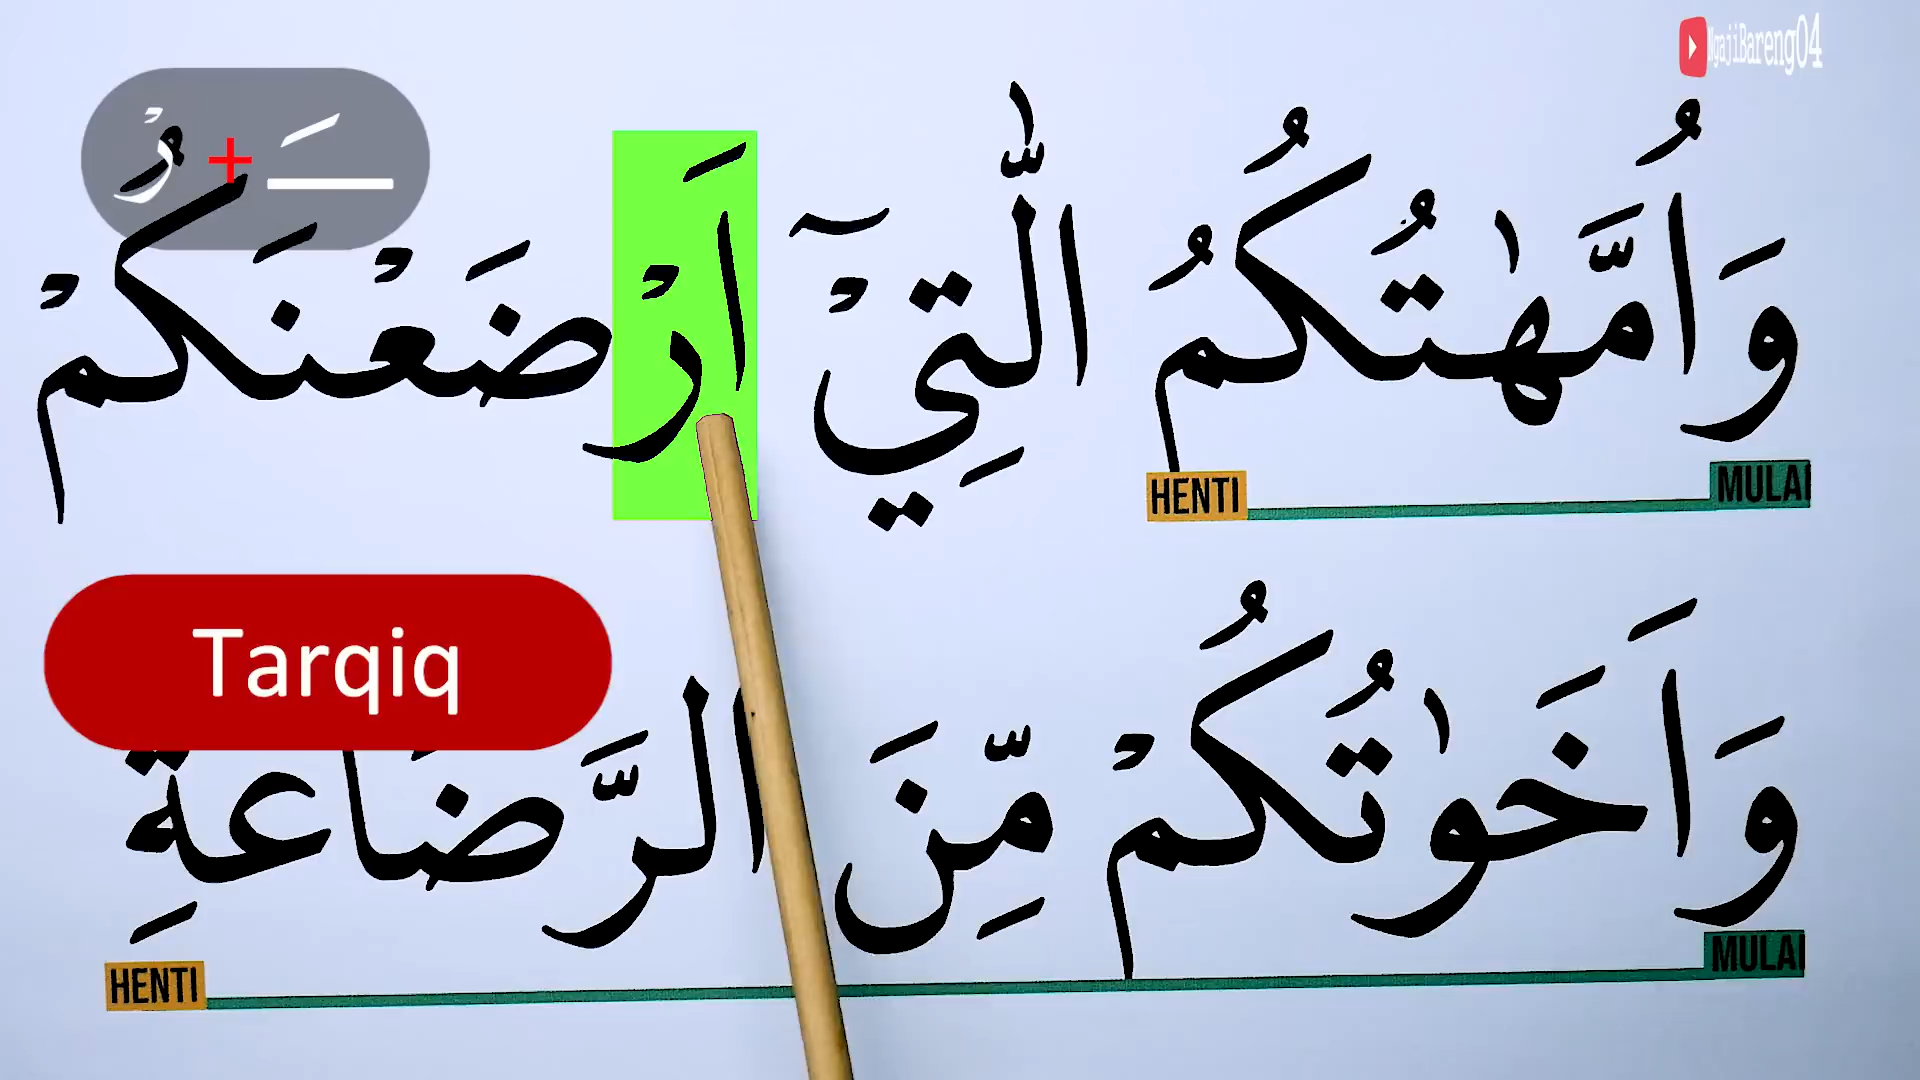 NgajiBareng04
رْ + ـَ
وَاُمَّهٰتُكُمُ الّٰتِيْٓ اَرْضَعْنَكُمْ
HENTI MULAI
Tarqiq
وَاَخَوٰتُكُمْ مِّنَ الرَّضَاعَةِ
HENTI MULAI